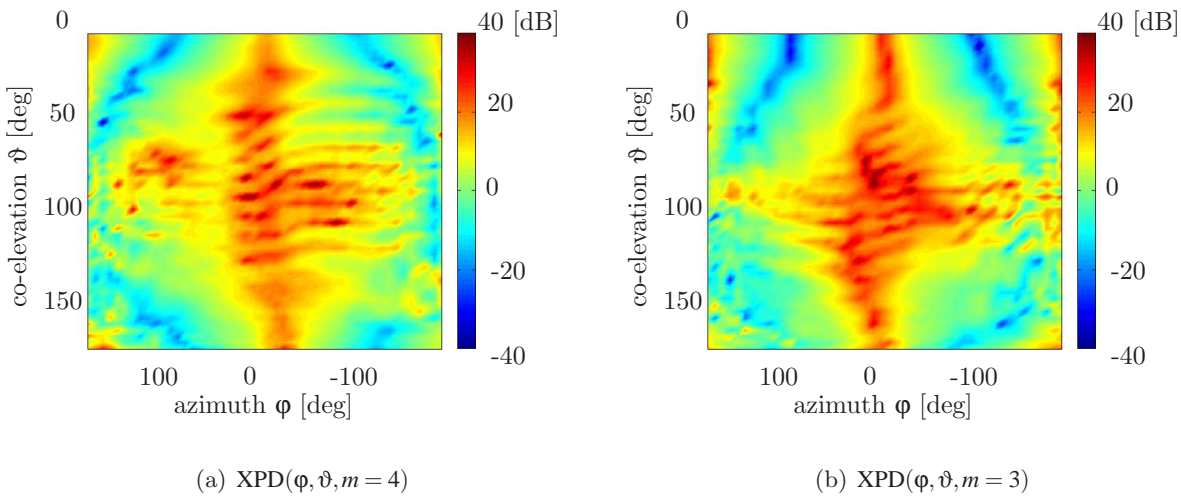 0
50
100
150
co-elevation ϑ [deg]
100 0 -100
azimuth φ [deg]
40 [dB]
20
0
-20
-40
(a) XPD(φ, ϑ, m = 4)
0
50
100
150
co-elevation ϑ [deg]
100 0 -100
azimuth φ [deg]
40 [dB]
20
0
-20
-40
(b) XPD(φ, ϑ, m = 3)